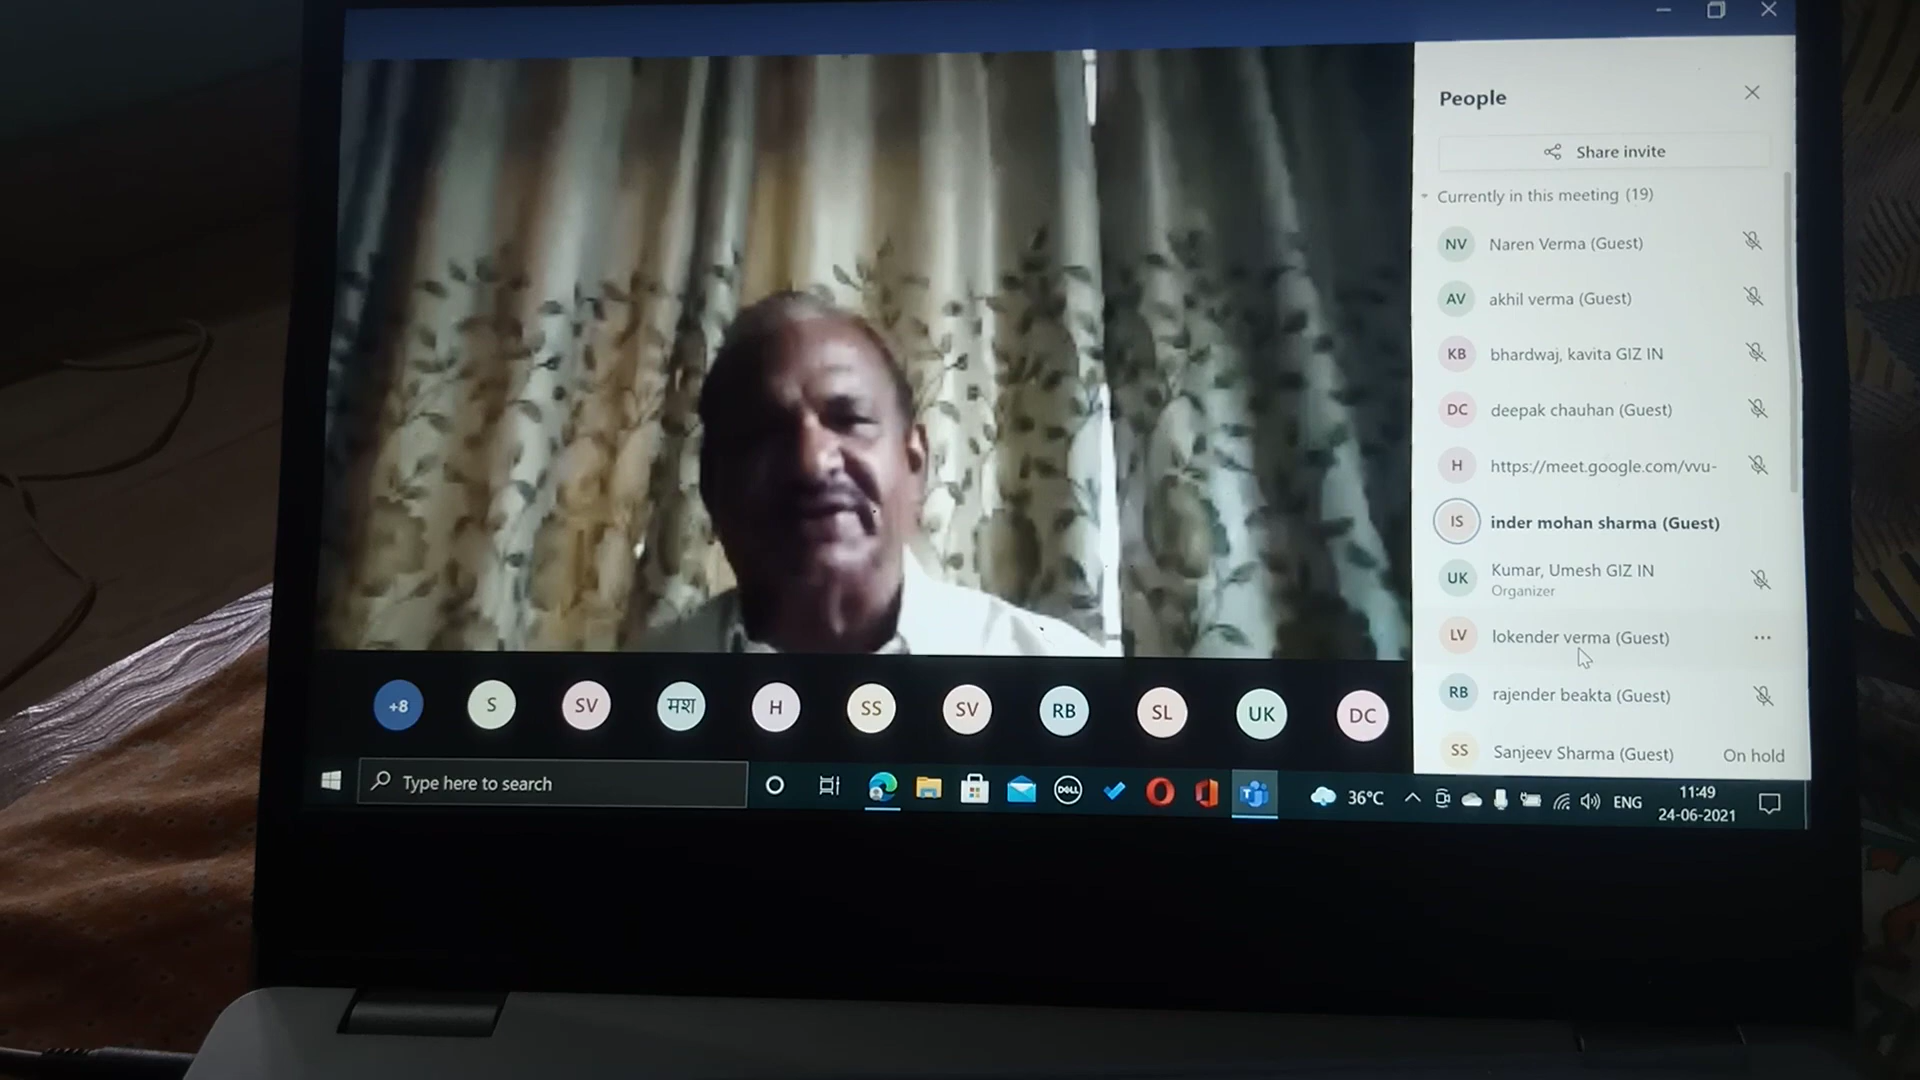 People
Share invite
Currently in this meeting (19)
NV Naren Verma (Guest)
AV akhil verma (Guest)
KB bhardwaj, kavita GIZ IN
DC deepak chauhan (Guest)
H https://meet.google.com/vvu-
IS inder mohan sharma (Guest)
UK Kumar, Umesh GIZ IN
Organizer
LV lokender verma (Guest)
RB rajender beakta (Guest)
SS Sanjeev Sharma (Guest) On hold
+8 S SV मश H SS SV RB SL UK DC
Type here to search DELL T 36°C ENG 11:49
24-06-2021